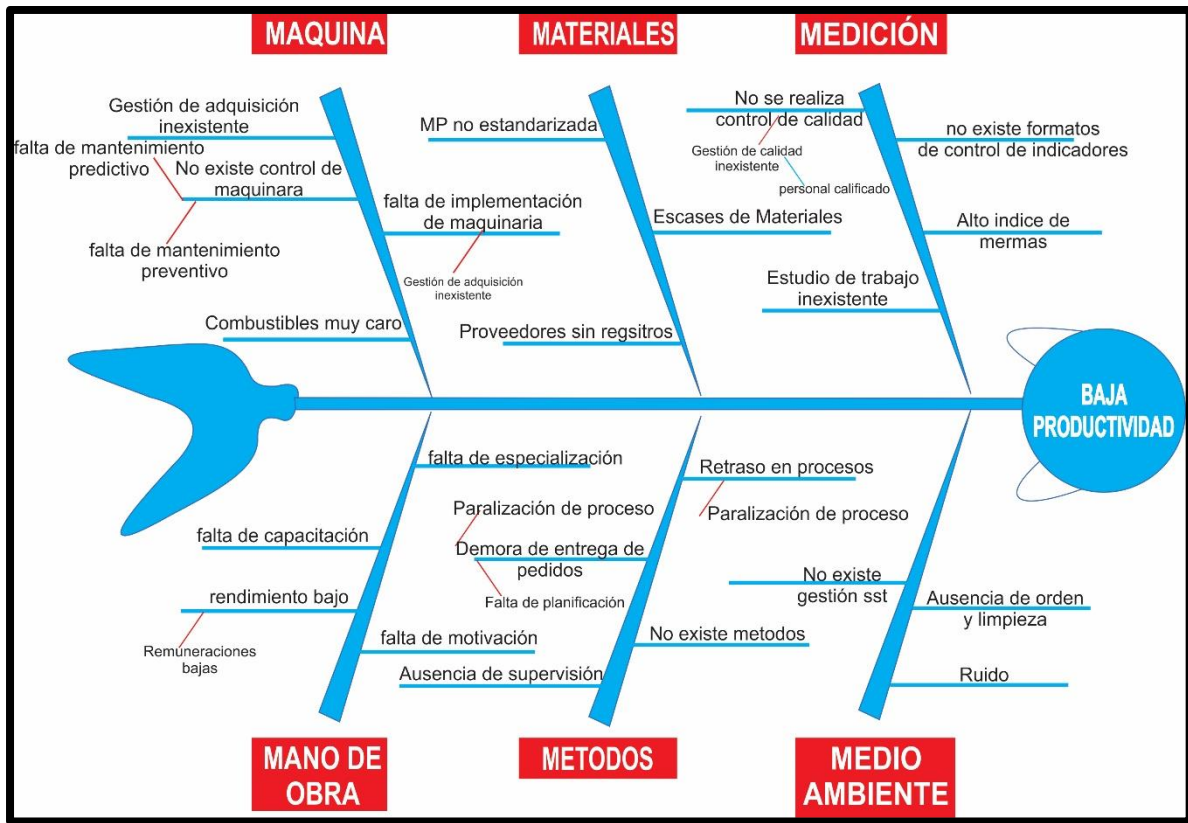 MAQUINA
MATERIALES
MEDICIÓN
Gestión de adquisición
inexistente
falta de mantenimiento
predictivo
No existe control de
maquinara
falta de mantenimiento
preventivo
falta de implementación
de maquinaria
Gestión de adquisición
inexistente
Combustibles muy caro
MP no estandarizada
Escases de Materiales
Proveedores sin regsitros
No se realiza
control de calidad
Gestión de calidad
inexistente
personal calificado
no existe formatos
de control de indicadores
Alto indice de
mermas
Estudio de trabajo
inexistente
BAJA
PRODUCTIVIDAD
falta de especialización
falta de capacitación
rendimiento bajo
Remuneraciones
bajas
falta de motivación
Retraso en procesos
Paralización de proceso
Paralización de proceso
Demora de entrega de
pedidos
Falta de planificación
No existe metodos
Ausencia de supervisión
No existe
gestión sst
Ausencia de orden
y limpieza
Ruido
MANO DE
OBRA
METODOS
MEDIO
AMBIENTE